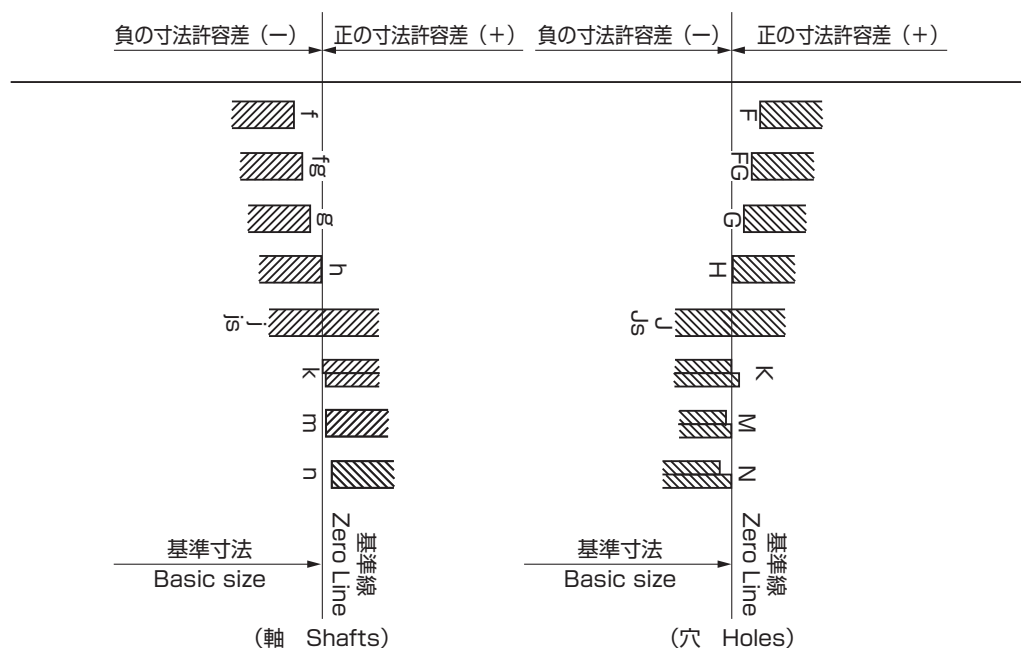 負の寸法許容差（－）
正の寸法許容差（＋）
負の寸法許容差（－）
正の寸法許容差（＋）
f
fg
g
h
j
js
k
m
n
F
FG
G
H
J
Js
K
M
N
基準寸法
Basic size
基準線
Zero Line
基準寸法
Basic size
基準線
Zero Line
（軸　Shafts）
（穴　Holes）